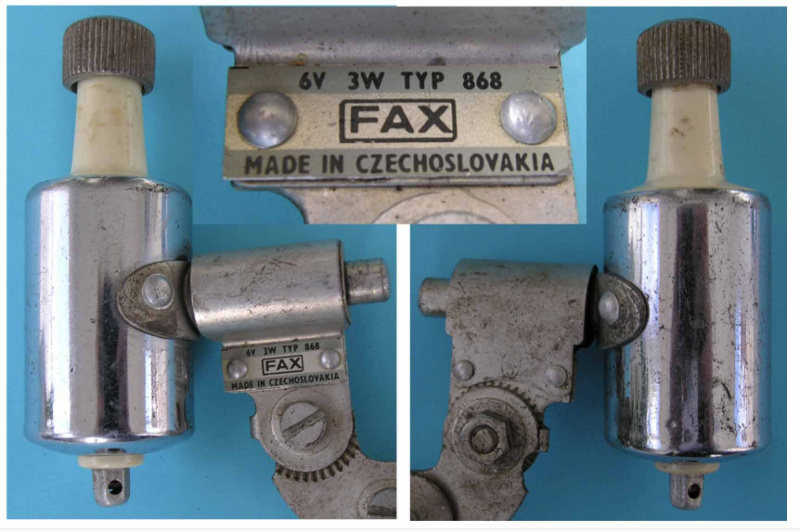 6V 3W TYP 868
FAX
MADE IN CZECHOSLOVAKIA
6V 3W TYP 868
FAX
MADE IN CZECHOSLOVAKIA